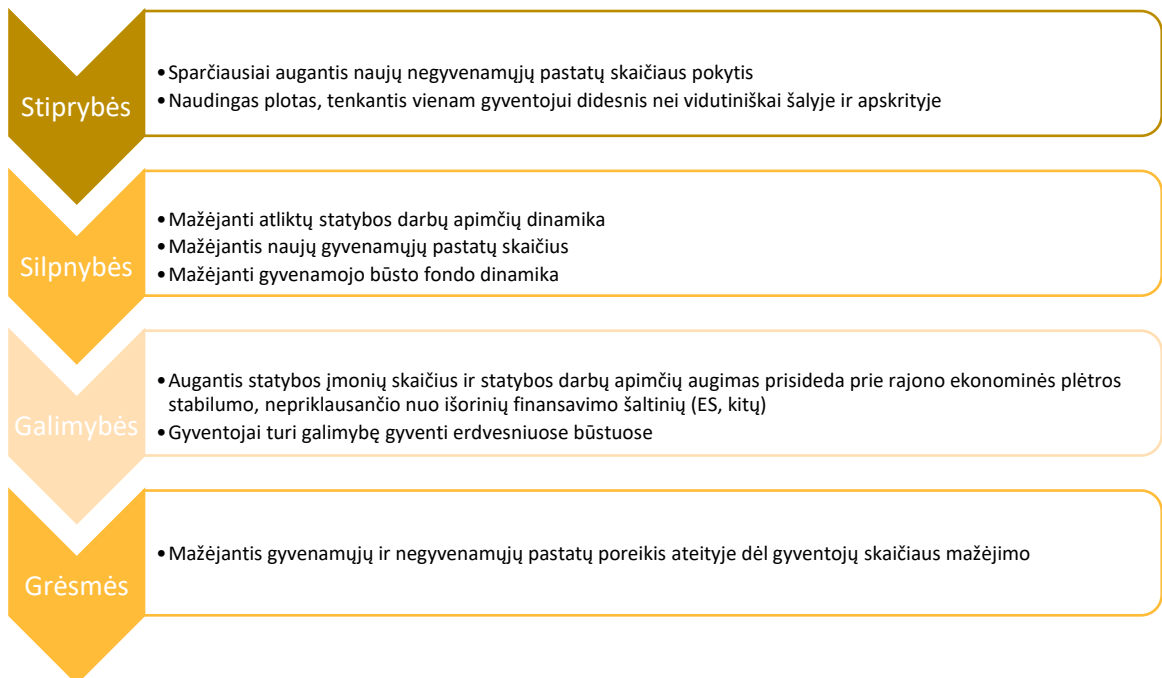 Stiprybės
•Sparčiausiai augantis naujų negyvenamųjų pastatų skaičiaus pokytis
•Naudingas plotas, tenkantis vienam gyventojui didesnis nei vidutiniškai šalyje ir apskrityje
Silpnybės
•Mažėjanti atliktų statybos darbų apimčių dinamika
•Mažėjantis naujų gyvenamųjų pastatų skaičius
•Mažėjanti gyvenamojo būsto fondo dinamika
Galimybės
•Augantis statybos įmonių skaičius ir statybos darbų apimčių augimas prisideda prie rajono ekonominės plėtros
stabilumo, nepriklausančio nuo išorinių finansavimo šaltinių (ES, kitų)
•Gyventojai turi galimybę gyventi erdvesniuose būstuose
Grėsmės
•Mažėjantis gyvenamųjų ir negyvenamųjų pastatų poreikis ateityje dėl gyventojų skaičiaus mažėjimo